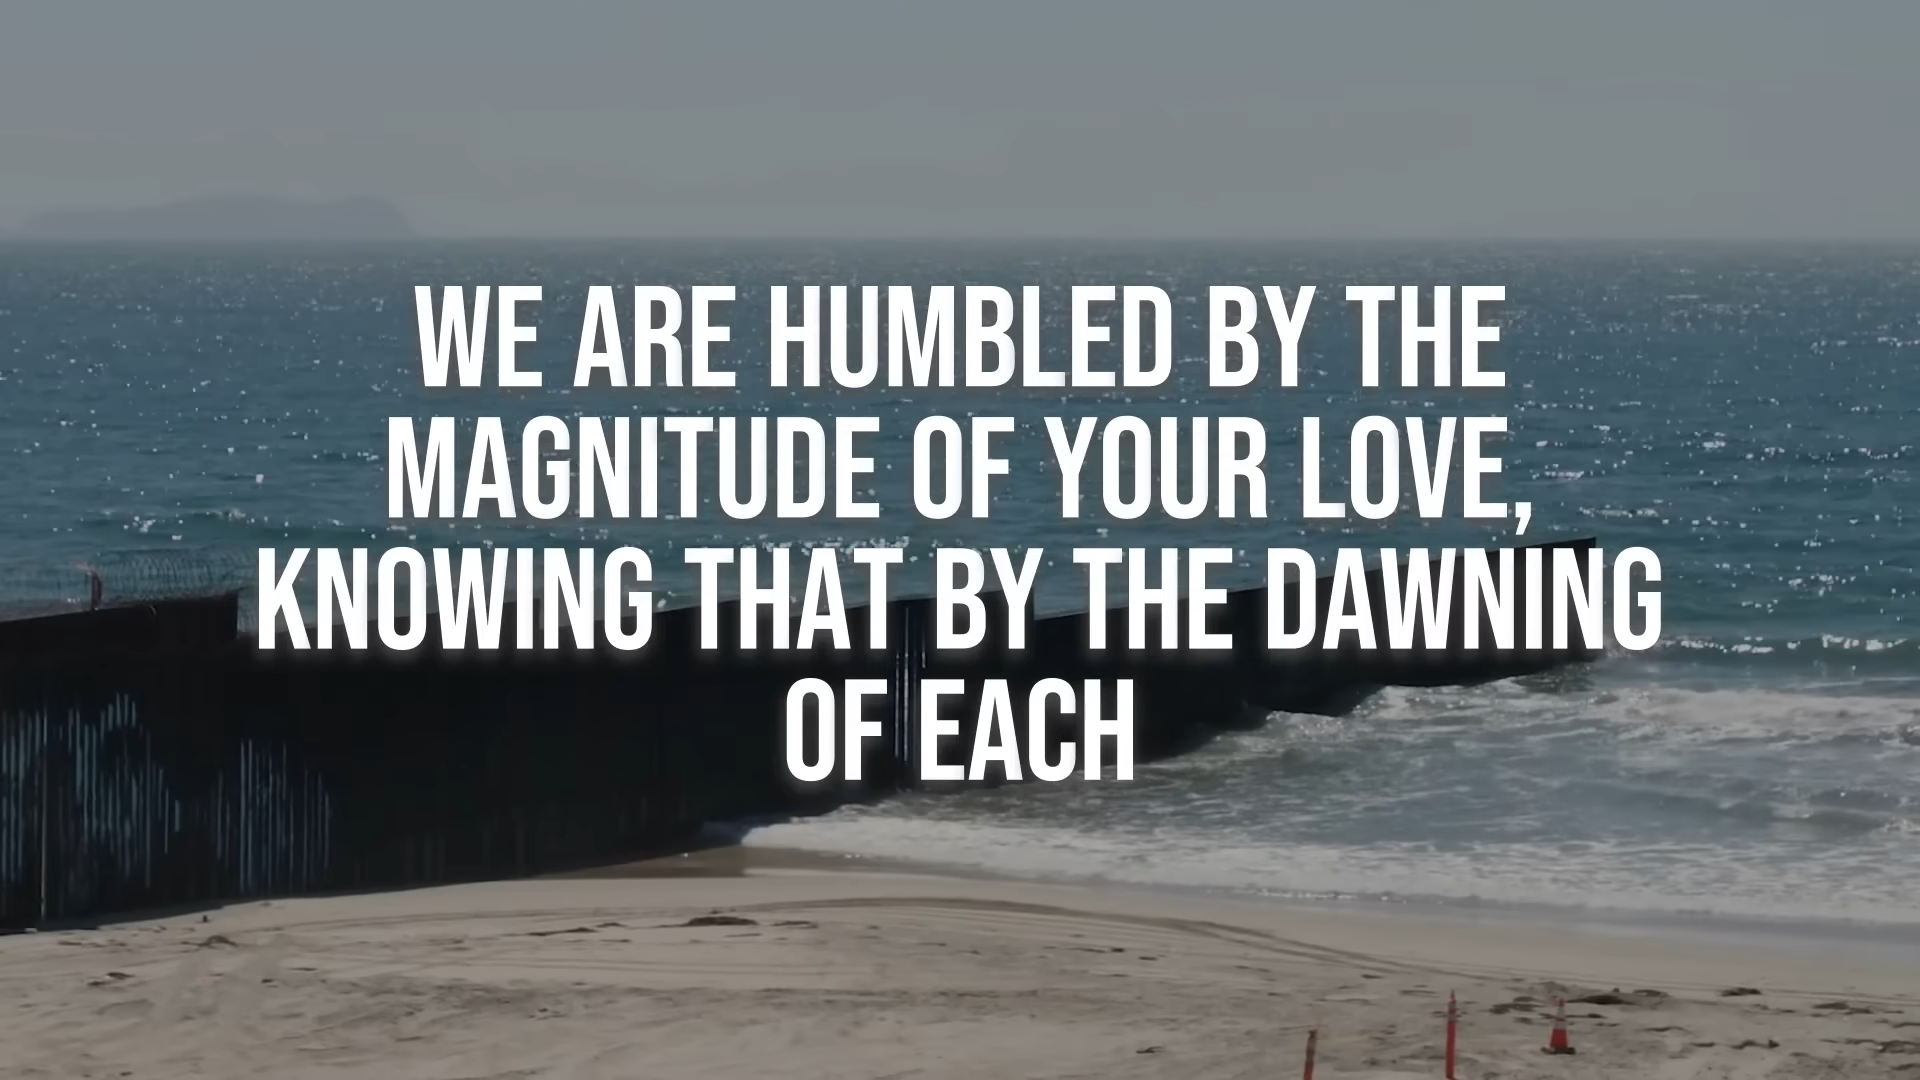 WE ARE HUMBLED BY THE
MAGNITUDE OF YOUR LOVE,
KNOWING THAT BY THE DAWNING
OF EACH